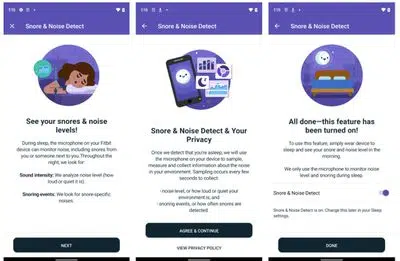 1:15
Snore & Noise Detect
See your snores & noise
levels!
During sleep, the microphone on your Fitbit
device can monitor noise, including snores from
you or someone next to you.Throughout the
night, we look for:
Sound intensity: We analyze noise level (how
loud or quiet it is).
Snoring events: We look for snore-specific
noises.
NEXT
1:15
Snore & Noise Detect
Snore & Noise Detect & Your
Privacy
Once we detect that you're asleep, we will use
the microphone on your device to sample,
measure and collect information about the noise
in your environment. Sampling occurs every few
seconds to collect:
- noise level, or how loud or quiet your
environment is; and
- snoring events, or how often snores are
detected
AGREE & CONTINUE
VIEW PRIVACY POLICY
1:15
Snore & Noise Detect
All done—this feature has
been turned on!
To use this feature, simply wear device to
sleep and see your snore and noise level in the
morning.
We only use the microphone to monitor noise
level and snoring during sleep.
Snore & Noise Detect
Snore & Noise Detect is on. Change this later in your Sleep
settings.
DONE